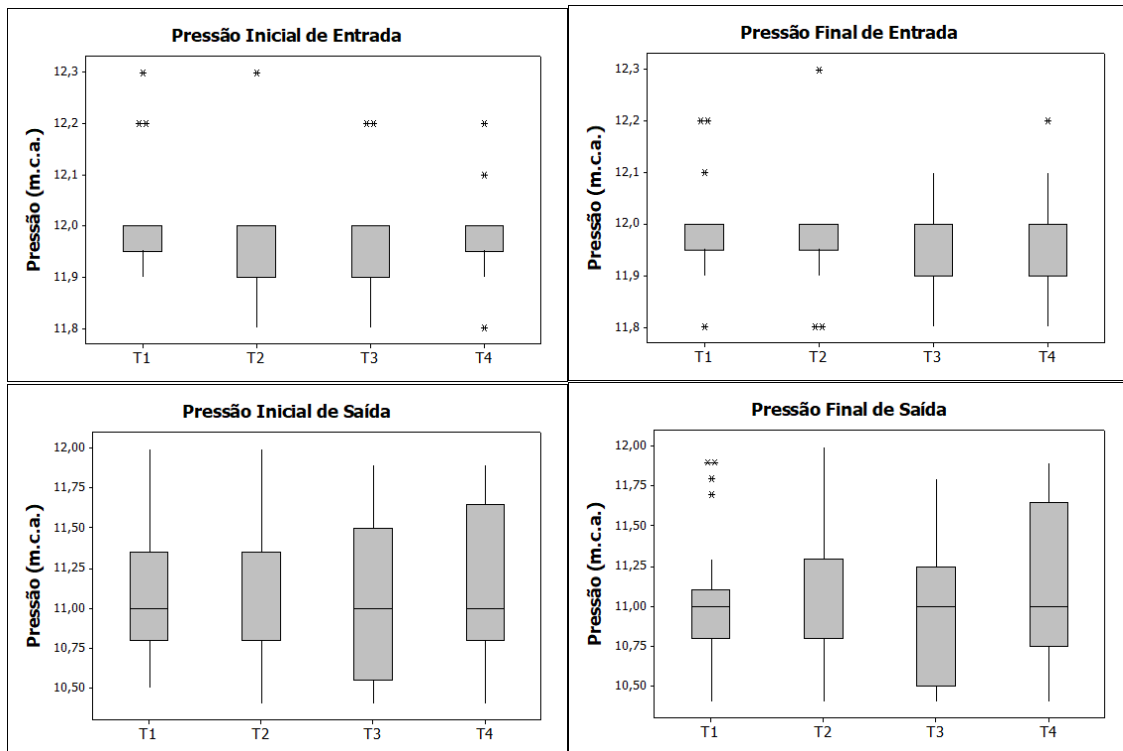 Pressão Inicial de Entrada
Pressão (m.c.a.)
12,3
12,2
12,1
12,0
11,9
11,8
T1 T2 T3 T4
Pressão Final de Entrada
Pressão (m.c.a.)
12,3
12,2
12,1
12,0
11,9
11,8
T1 T2 T3 T4
Pressão Inicial de Saída
Pressão (m.c.a.)
12,00
11,75
11,50
11,25
11,00
10,75
10,50
T1 T2 T3 T4
Pressão Final de Saída
Pressão (m.c.a.)
12,00
11,75
11,50
11,25
11,00
10,75
10,50
T1 T2 T3 T4